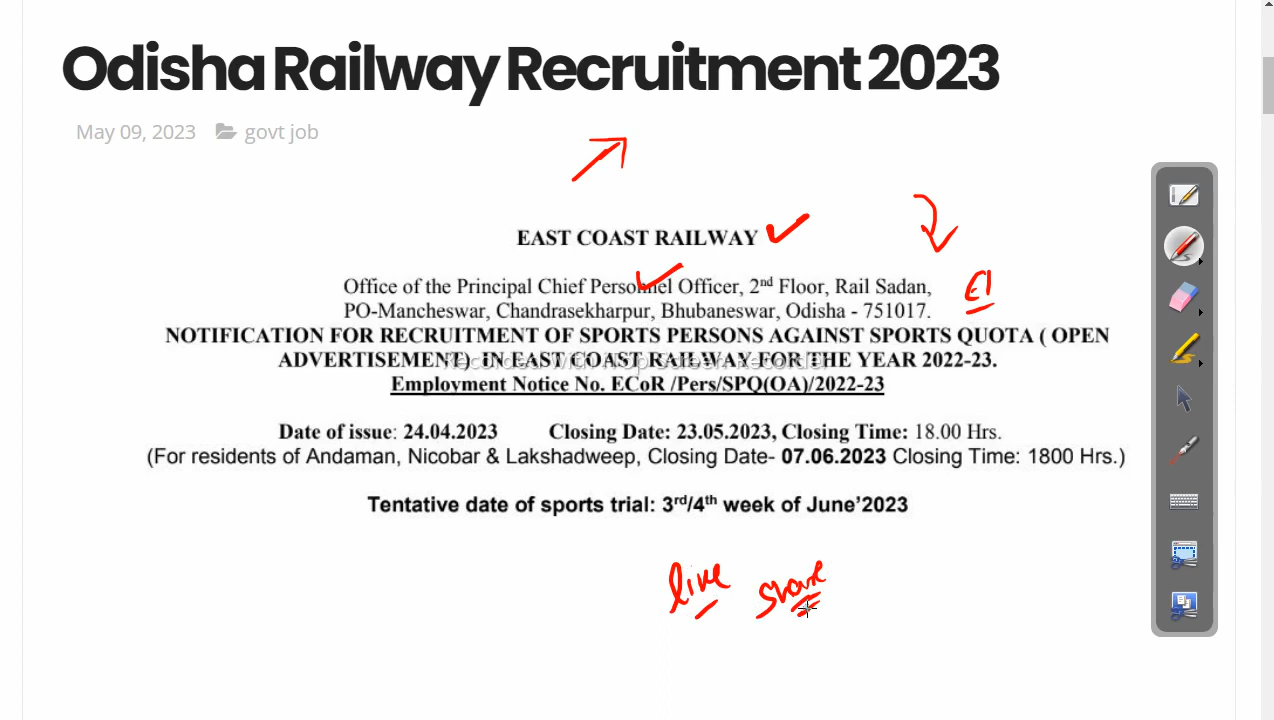 Odisha Railway Recruitment 2023
May 09, 2023 govt job
EAST COAST RAILWAY
Office of the Principal Chief Personnel Officer, 2nd Floor, Rail Sadan,
PO-Mancheswar, Chandrasekharpur, Bhubaneswar, Odisha - 751017.
NOTIFICATION FOR RECRUITMENT OF SPORTS PERSONS AGAINST SPORTS QUOTA ( OPEN
ADVERTISEMENT) IN EAST COAST RAILWAY FOR THE YEAR 2022-23.
Employment Notice No. ECoR /Pers/SPQ(OA)/2022-23
Date of issue: 24.04.2023 Closing Date: 23.05.2023, Closing Time: 18.00 Hrs.
(For residents of Andaman, Nicobar & Lakshadweep, Closing Date- 07.06.2023 Closing Time: 1800 Hrs.)
Tentative date of sports trial: 3rd/4th week of June'2023
share